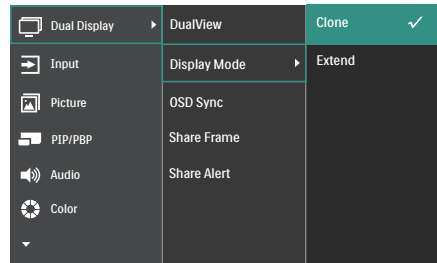 Dual Display
Input
Picture
PIP/PBP
Audio
Color
DualView
Display Mode
OSD Sync
Share Frame
Share Alert
Clone
Extend